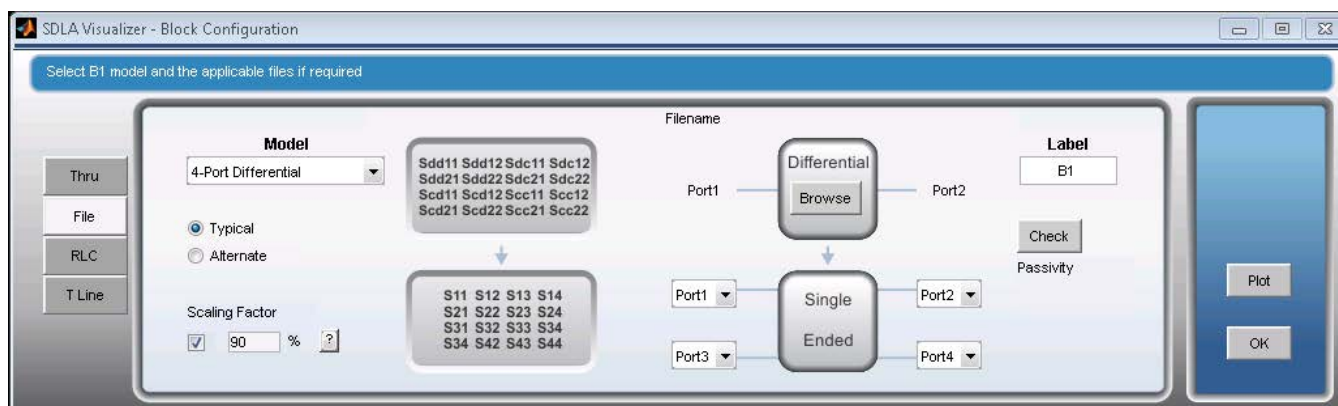 SDLA Visualizer - Block Configuration
Select B1 model and the applicable files if required
Thru
File
RLC
T Line
Model
4-Port Differential
Typical
Alternate
Scaling Factor
90 % ?
Sdd11 Sdd12 Sdc11 Sdc12
Sdd21 Sdd22 Sdc21 Sdc22
Scd11 Scd12 Scc11 Scc12
Scd21 Scd22 Scc21 Scc22
S11 S12 S13 S14
S21 S22 S23 S24
S31 S32 S33 S34
S34 S42 S43 S44
Filename
Port1
Differential
Browse
Port2
Port1
Port3
Single
Ended
Port2
Port4
Label
B1
Check
Passivity
Plot
OK